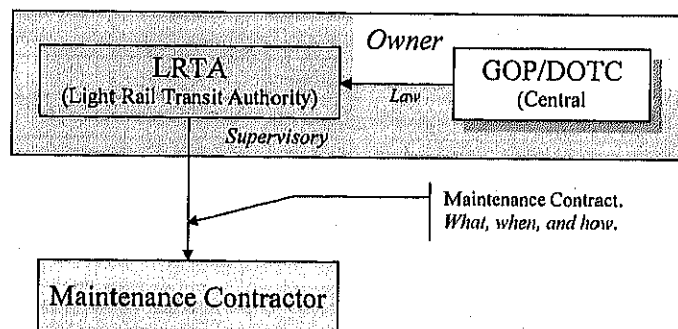 Owner
LRTA
(Light Rail Transit Authority)
GOP/DOTC
(Central
Law
Supervisory
Maintenance Contract.
What, when, and how.
Maintenance Contractor